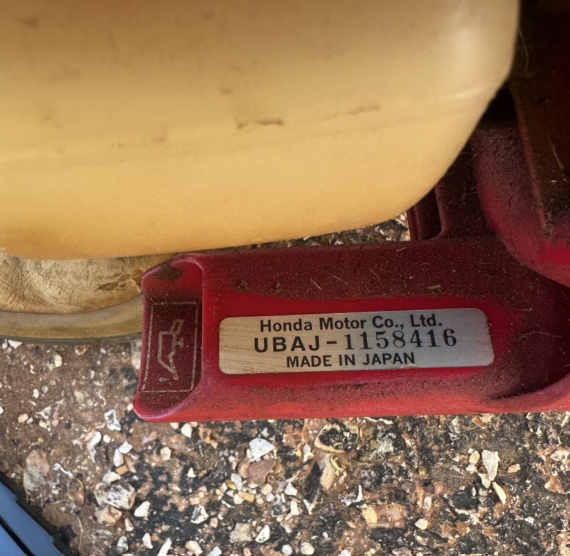 Honda Motor Co., Ltd.
UBAJ-1158416
MADE IN JAPAN